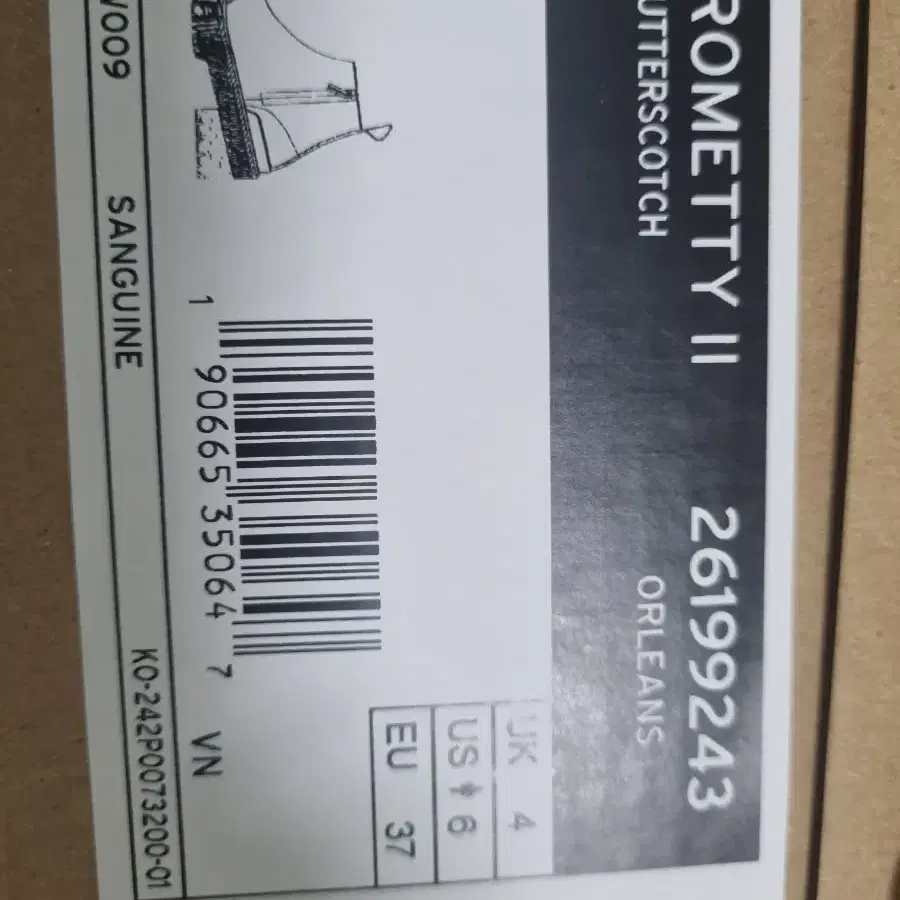 ROMETTY II 26199243
UTTERSCOTCH ORLEANS
UK 4
US 6
EU 37
1 90665 35064 7 VN
W009 SANGUINE KO-242P0073200-01